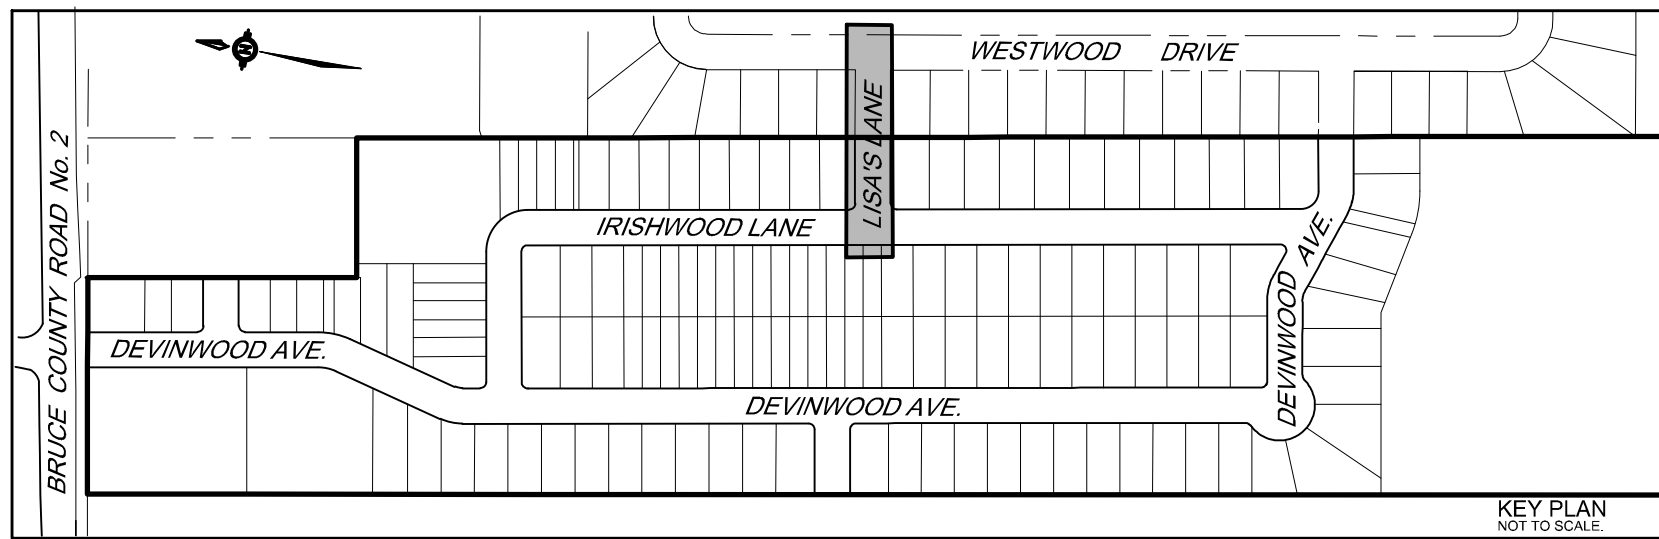 N
WESTWOOD DRIVE
LISA'S LANE
BRUCE COUNTY ROAD No. 2
IRISHWOOD LANE
DEVINWOOD AVE.
DEVINWOOD AVE.
DEVINWOOD AVE.
KEY PLAN
NOT TO SCALE.